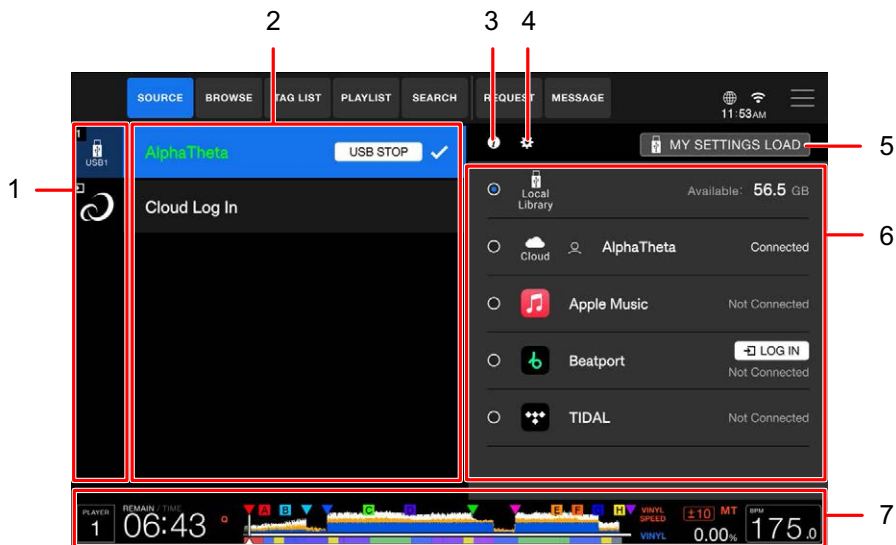 2 3 4
SOURCE BROWSE TAG LIST PLAYLIST SEARCH REQUEST MESSAGE
11:53AM
1 USB1
AlphaTheta USB STOP
i
MY SETTINGS LOAD 5
1
Cloud Log In
Local Library Available: 56.5 GB
6
Cloud AlphaTheta Connected
Apple Music Not Connected
Beatport LOG IN
Not Connected
TIDAL Not Connected
PLAYER 1
REMAIN / TIME
06:43
A B C D E F G H
VINYL SPEED
VINYL
±10 MT
0.00%
BPM
175.0
7